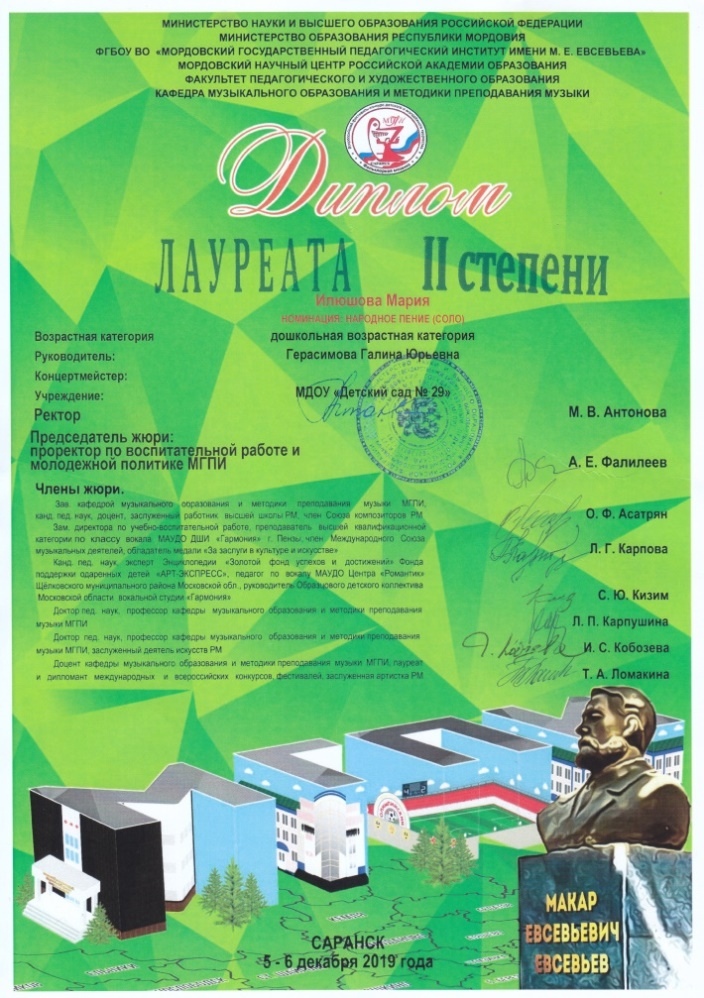 МИНИСТЕРСТВО НАУКИ И ВЫСШЕГО ОБРАЗОВАНИЯ РОССИЙСКОЙ ФЕДЕРАЦИИ
МИНИСТЕРСТВО ОБРАЗОВАНИЯ РЕСПУБЛИКИ МОРДОВИЯ
ФГБОУ ВО «МОРДОВСКИЙ ГОСУДАРСТВЕННЫЙ ПЕДАГОГИЧЕСКИЙ ИНСТИТУТ ИМЕНИ М. Е. ЕВСЕВЬЕВА»
МОРДОВСКИЙ НАУЧНЫЙ ЦЕНТР РОССИЙСКОЙ АКАДЕМИИ ОБРАЗОВАНИЯ
ФАКУЛЬТЕТ ПЕДАГОГИЧЕСКОГО И ХУДОЖЕСТВЕННОГО ОБРАЗОВАНИЯ
КАФЕДРА МУЗЫКАЛЬНОГО ОБРАЗОВАНИЯ И МЕТОДИКИ ПРЕПОДАВАНИЯ МУЗЫКИ
Диплом
ЛАУРЕАТА II степени
Илюшова Мария
НОМИНАЦИЯ: НАРОДНОЕ ПЕНИЕ (СОЛО)
Возрастная категория дошкольная возрастная категория
Руководитель: Герасимова Галина Юрьевна
Концертмейстер:
Учреждение: МДОУ «Детский сад № 29»
Ректор М. В. Антонова
Председатель жюри:
проректор по воспитательной работе и
молодежной политике МГПИ А. Е. Фалилеев
Члены жюри.
Зав. кафедрой музыкального образования и методики преподавания музыки МГПИ,
канд. пед. наук, доцент, заслуженный работник высшей школы РМ, член Союза композиторов РМ. О. Ф. Асатрян
Зам. директора по учебно-воспитательной работе, преподаватель высшей квалификационной
категории по классу вокала МАУДО ДШИ «Гармония» г. Пензы, член Международного Союза
музыкальных деятелей, обладатель медали «За заслуги в культуре и искусстве» Л. Г. Карпова
Канд. пед. наук, эксперт Энциклопедии «Золотой фонд успехов и достижений» Фонда
поддержки одаренных детей «АРТ-ЭКСПРЕСС», педагог по вокалу МАУДО Центра «Романтик»
Щёлковского муниципального района Московской обл., руководитель Образцового детского коллектива
Московской области вокальной студии «Гармония» С. Ю. Кизим
Доктор пед. наук, профессор кафедры музыкального образования и методики преподавания
музыки МГПИ Л. П. Карпушина
Доктор пед. наук, профессор кафедры музыкального образования и методики преподавания
музыки МГПИ, заслуженный деятель искусств РМ И. С. Кобозева
Доцент кафедры музыкального образования и методики преподавания музыки МГПИ, лауреат
и дипломант международных и всероссийских конкурсов, фестивалей, заслуженная артистка РМ Т. А. Ломакина
МАКАР
ЕВСЕВЬЕВИЧ
ЕВСЕВЬЕВ
САРАНСК
5 - 6 декабря 2019 года